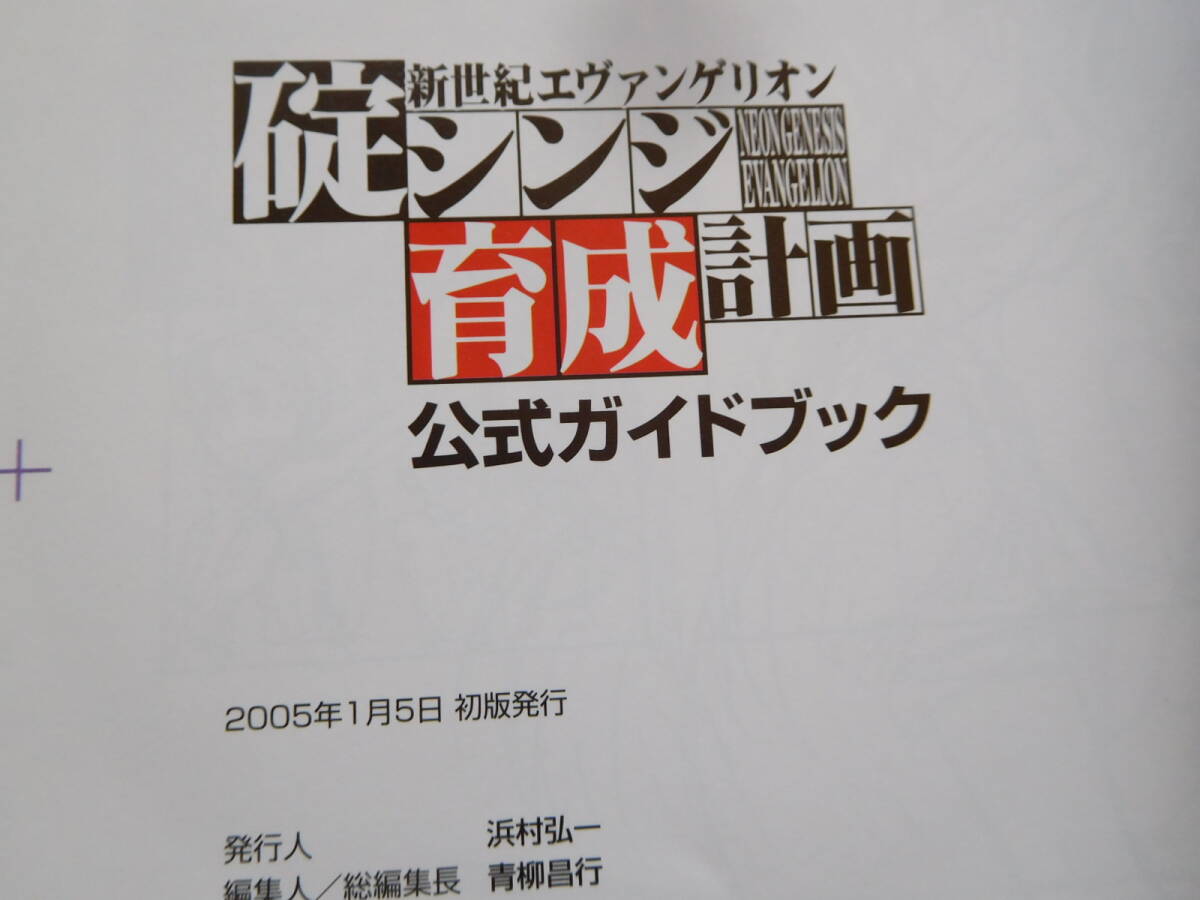 新世紀エヴァンゲリオン
碇シンジ
NEON GENESIS
EVANGELION
育成計画
公式ガイドブック
2005年1月5日 初版発行
発行人 浜村弘一
編集人／総編集長 青柳昌行